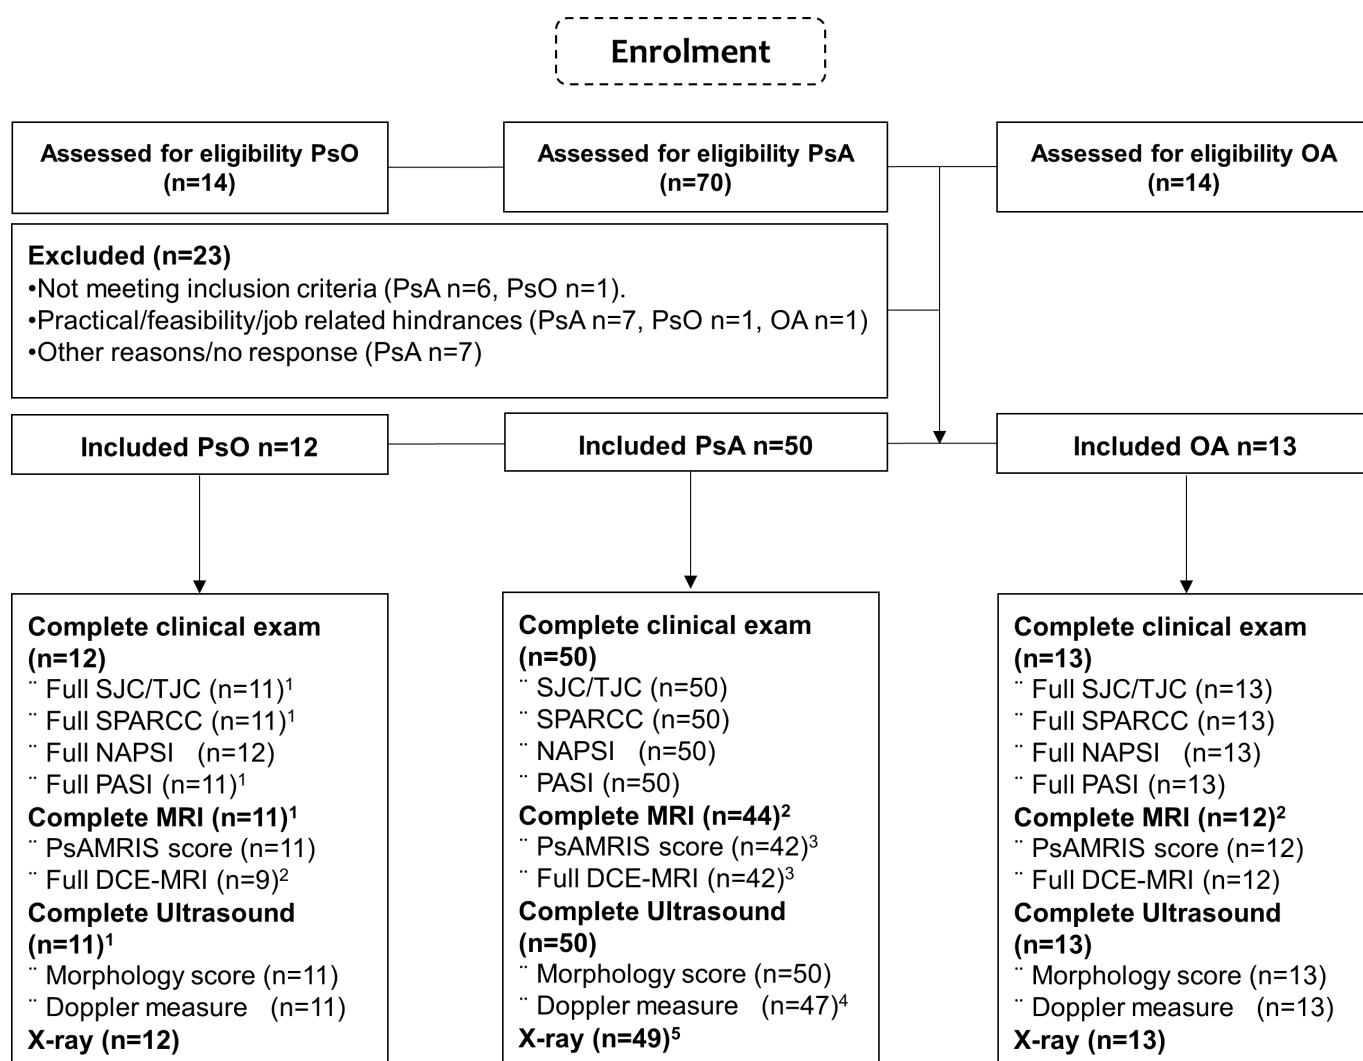 Enrolment
Assessed for eligibility PsO
(n=14)
Assessed for eligibility PsA
(n=70)
Assessed for eligibility OA
(n=14)
Excluded (n=23)
•Not meeting inclusion criteria (PsA n=6, PsO n=1).
•Practical/feasibility/job related hindrances (PsA n=7, PsO n=1, OA n=1)
•Other reasons/no response (PsA n=7)
Included PsO n=12
Included PsA n=50
Included OA n=13
Complete clinical exam
(n=12)
¨ Full SJC/TJC (n=11)¹
¨ Full SPARCC (n=11)¹
¨ Full NAPSI (n=12)
¨ Full PASI (n=11)¹
Complete MRI (n=11)¹
¨ PsAMRIS score (n=11)
¨ Full DCE-MRI (n=9)²
Complete Ultrasound
(n=11)¹
¨ Morphology score (n=11)
¨ Doppler measure (n=11)
X-ray (n=12)
Complete clinical exam
(n=50)
¨ SJC/TJC (n=50)
¨ SPARCC (n=50)
¨ NAPSI (n=50)
¨ PASI (n=50)
Complete MRI (n=44)²
¨ PsAMRIS score (n=42)³
¨ Full DCE-MRI (n=42)³
Complete Ultrasound
(n=50)
¨ Morphology score (n=50)
¨ Doppler measure (n=47)⁴
X-ray (n=49)⁵
Complete clinical exam
(n=13)
¨ Full SJC/TJC (n=13)
¨ Full SPARCC (n=13)
¨ Full NAPSI (n=13)
¨ Full PASI (n=13)
Complete MRI (n=12)²
¨ PsAMRIS score (n=12)
¨ Full DCE-MRI (n=12)
Complete Ultrasound
(n=13)
¨ Morphology score (n=13)
¨ Doppler measure (n=13)
X-ray (n=13)